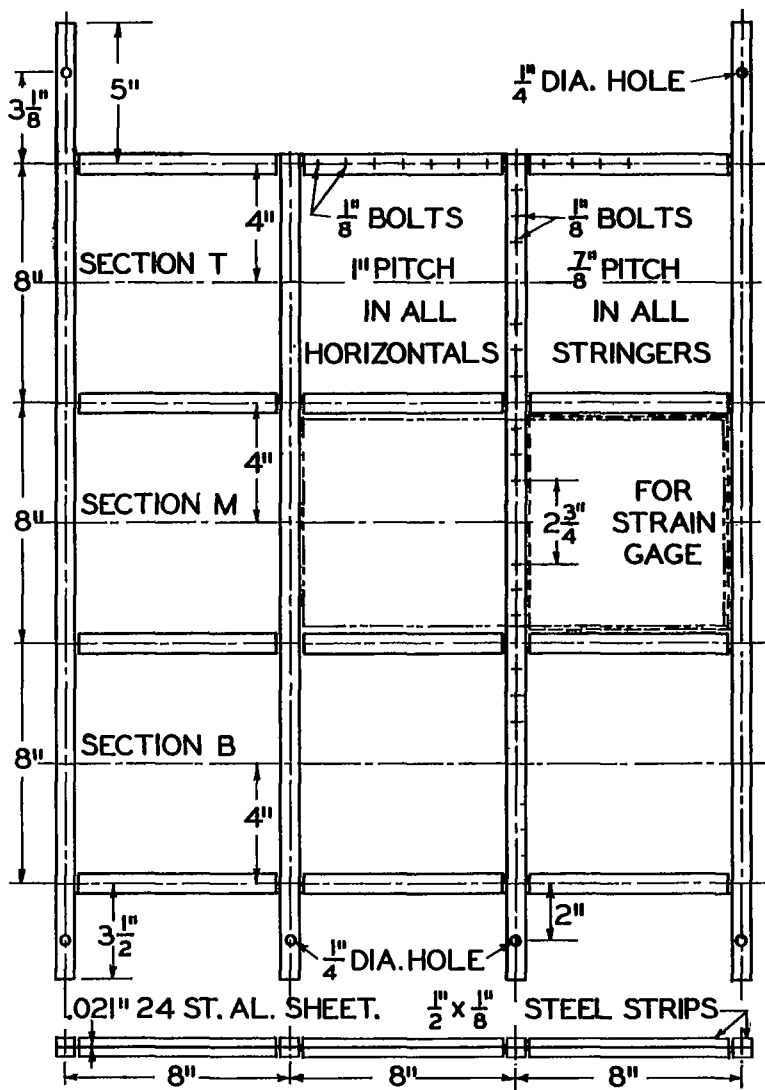 5"
3 1/8"
1/4" DIA. HOLE
4"
1/8" BOLTS
1/8" BOLTS
SECTION T
1" PITCH
7/8" PITCH
8"
IN ALL
IN ALL
HORIZONTALS
STRINGERS
4"
SECTION M
8"
2 3/4"
FOR
STRAIN
GAGE
SECTION B
8"
4"
3 1/2"
2"
1/4" DIA. HOLE
.021" 24 ST. AL. SHEET.
1/2" x 1/8" STEEL STRIPS
8"
8"
8"